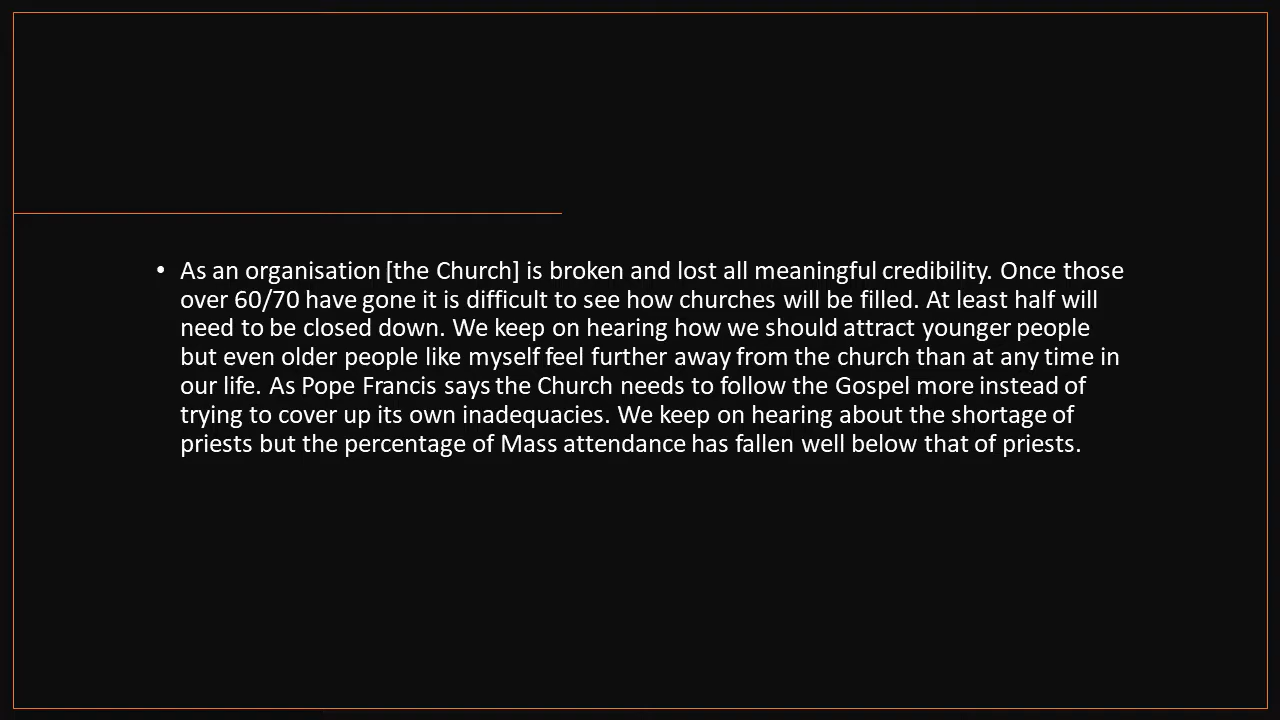 • As an organisation [the Church] is broken and lost all meaningful credibility. Once those
over 60/70 have gone it is difficult to see how churches will be filled. At least half will
need to be closed down. We keep on hearing how we should attract younger people
but even older people like myself feel further away from the church than at any time in
our life. As Pope Francis says the Church needs to follow the Gospel more instead of
trying to cover up its own inadequacies. We keep on hearing about the shortage of
priests but the percentage of Mass attendance has fallen well below that of priests.